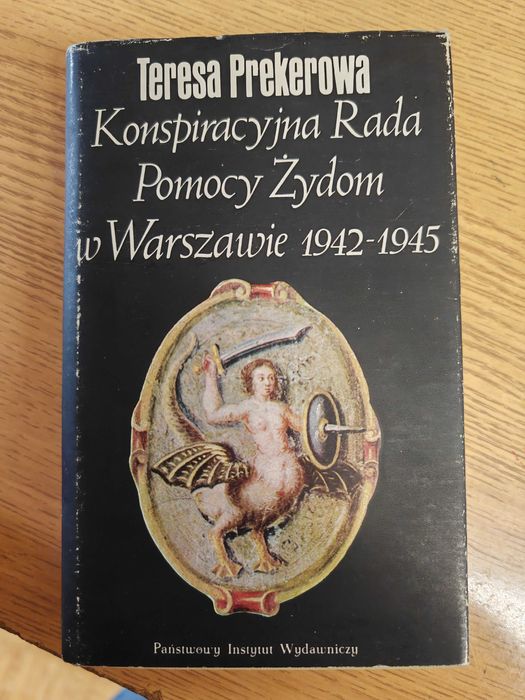 Teresa Prekerowa
Konspiracyjna Rada
Pomocy Żydom
w Warszawie 1942-1945
Państwowy Instytut Wydawniczy